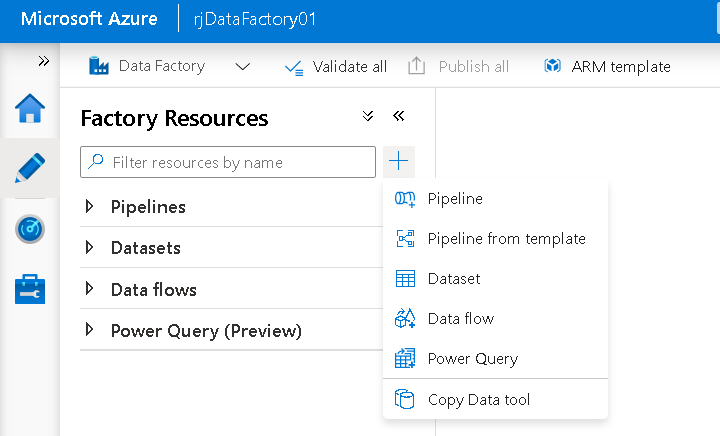 Microsoft Azure | rjDataFactory01
Data Factory Validate all Publish all ARM template
Factory Resources
Filter resources by name
Pipelines
Datasets
Data flows
Power Query (Preview)
Pipeline
Pipeline from template
Dataset
Data flow
Power Query
Copy Data tool